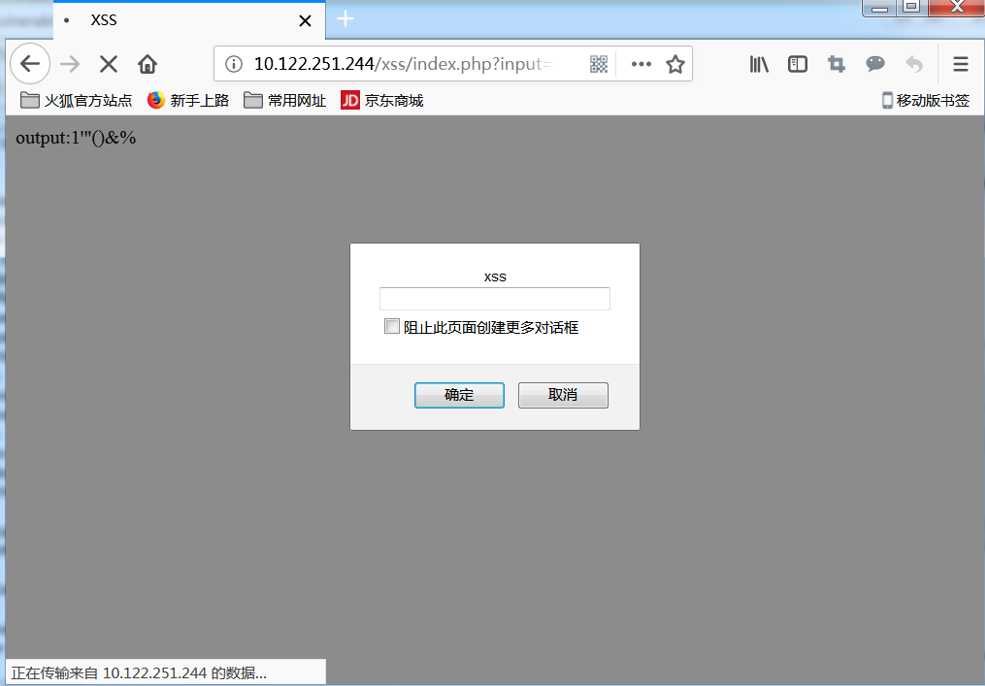 XSS
10.122.251.244/xss/index.php?input=
火狐官方站点 新手上路 常用网址 JD 京东商城 移动版书签
output:1'"()&%
xss
阻止此页面创建更多对话框
确定 取消
正在传输来自 10.122.251.244 的数据...